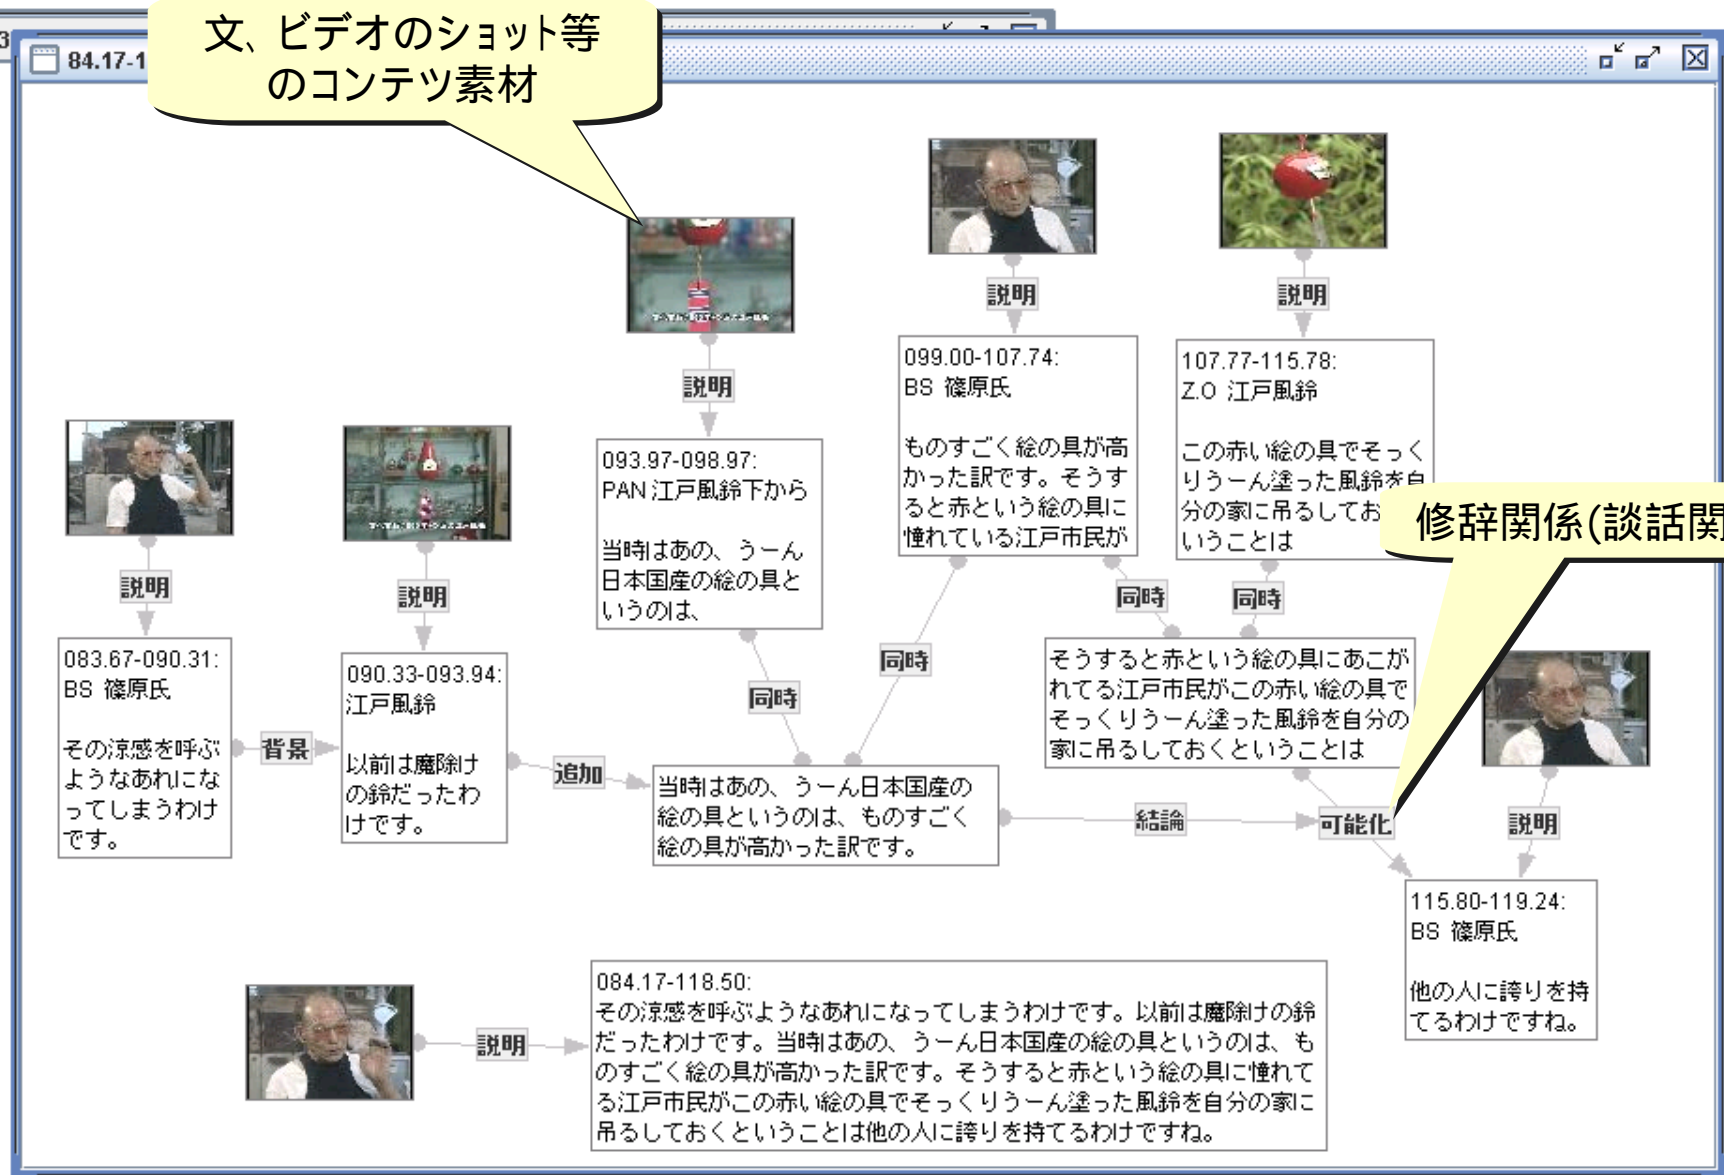 文、ビデオのショット等
のコンテツ素材
84.17-1
説明
083.67-090.31:
BS 篠原氏
その涼感を呼ぶ
ようなあれにな
ってしまうわけ
です。
背景
説明
090.33-093.94:
江戸風鈴
以前は魔除け
の鈴だったわ
けです。
追加
説明
093.97-098.97:
PAN 江戸風鈴下から
当時はあの、うーん
日本国産の絵の具と
いうのは、
同時
説明
099.00-107.74:
BS 篠原氏
ものすごく絵の具が高
かった訳です。そうす
ると赤という絵の具に
憧れている江戸市民が
同時
同時
説明
107.77-115.78:
Z.O 江戸風鈴
この赤い絵の具でそっく
りうーん塗った風鈴を自
分の家に吊るしてお
いうことは
同時
修辞関係(談話関
当時はあの、うーん日本国産の
絵の具というのは、ものすごく
絵の具が高かった訳です。
結論
そうすると赤という絵の具にあこが
れてる江戸市民がこの赤い絵の具で
そっくりうーん塗った風鈴を自分の
家に吊るしておくということは
可能化
説明
115.80-119.24:
BS 篠原氏
他の人に誇りを持
てるわけですね。
説明
084.17-118.50:
その涼感を呼ぶようなあれになってしまうわけです。以前は魔除けの鈴
だったわけです。当時はあの、うーん日本国産の絵の具というのは、も
のすごく絵の具が高かった訳です。そうすると赤という絵の具に憧れて
る江戸市民がこの赤い絵の具でそっくりうーん塗った風鈴を自分の家に
吊るしておくということは他の人に誇りを持てるわけですね。